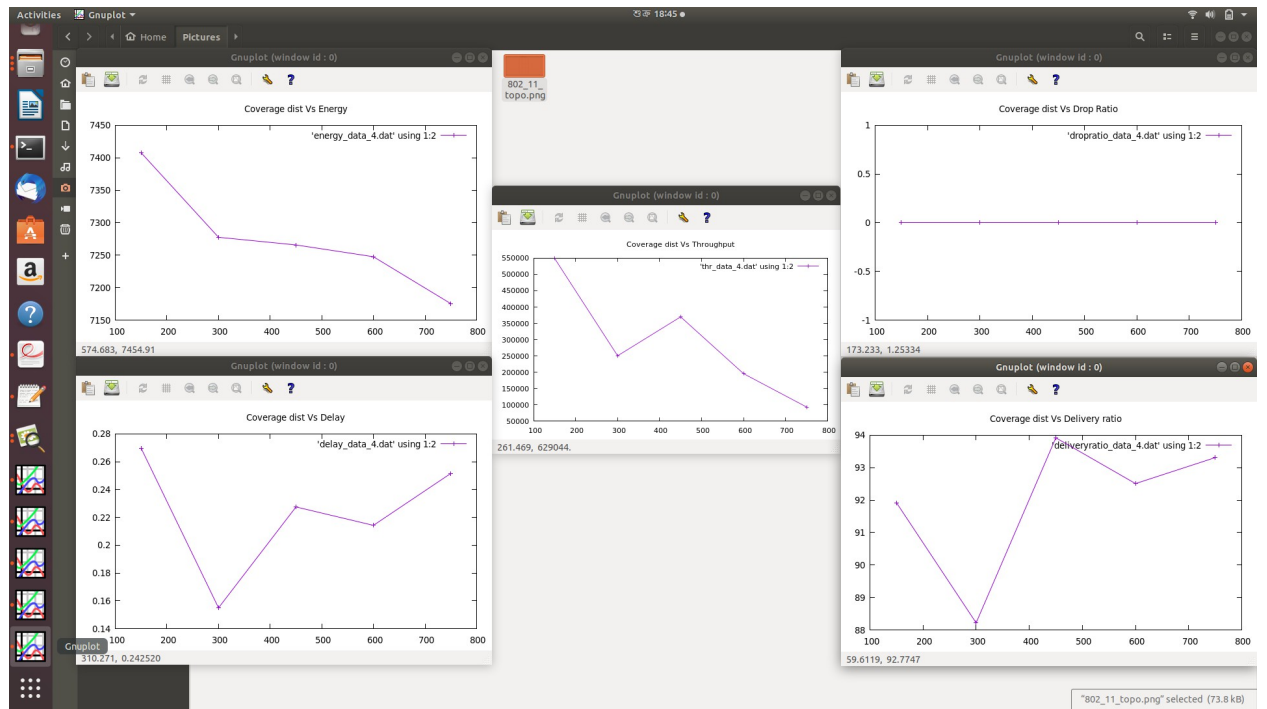 Activities Gnuplot শুক্র 18:45
Home Pictures
Gnuplot (window id : 0)
Coverage dist Vs Energy
'energy_data_4.dat' using 1:2
7450
7400
7350
7300
7250
7200
7150
100 200 300 400 500 600 700 800
574.683, 7454.91
802_11_
topo.png
Gnuplot (window id : 0)
Coverage dist Vs Throughput
'thr_data_4.dat' using 1:2
550000
500000
450000
400000
350000
300000
250000
200000
150000
100000
50000
100 200 300 400 500 600 700 800
261.469, 629044.
Gnuplot (window id : 0)
Coverage dist Vs Drop Ratio
'dropratio_data_4.dat' using 1:2
1
0.5
0
-0.5
-1
100 200 300 400 500 600 700 800
173.233, 1.25334
Gnuplot (window id : 0)
Coverage dist Vs Delay
'delay_data_4.dat' using 1:2
0.28
0.26
0.24
0.22
0.2
0.18
0.16
0.14
100 200 300 400 500 600 700 800
310.271, 0.242520
Gnuplot
Gnuplot (window id : 0)
Coverage dist Vs Delivery ratio
'deliveryratio_data_4.dat' using 1:2
94
93
92
91
90
89
88
100 200 300 400 500 600 700 800
59.6119, 92.7747
"802_11_topo.png" selected (73.8 kB)